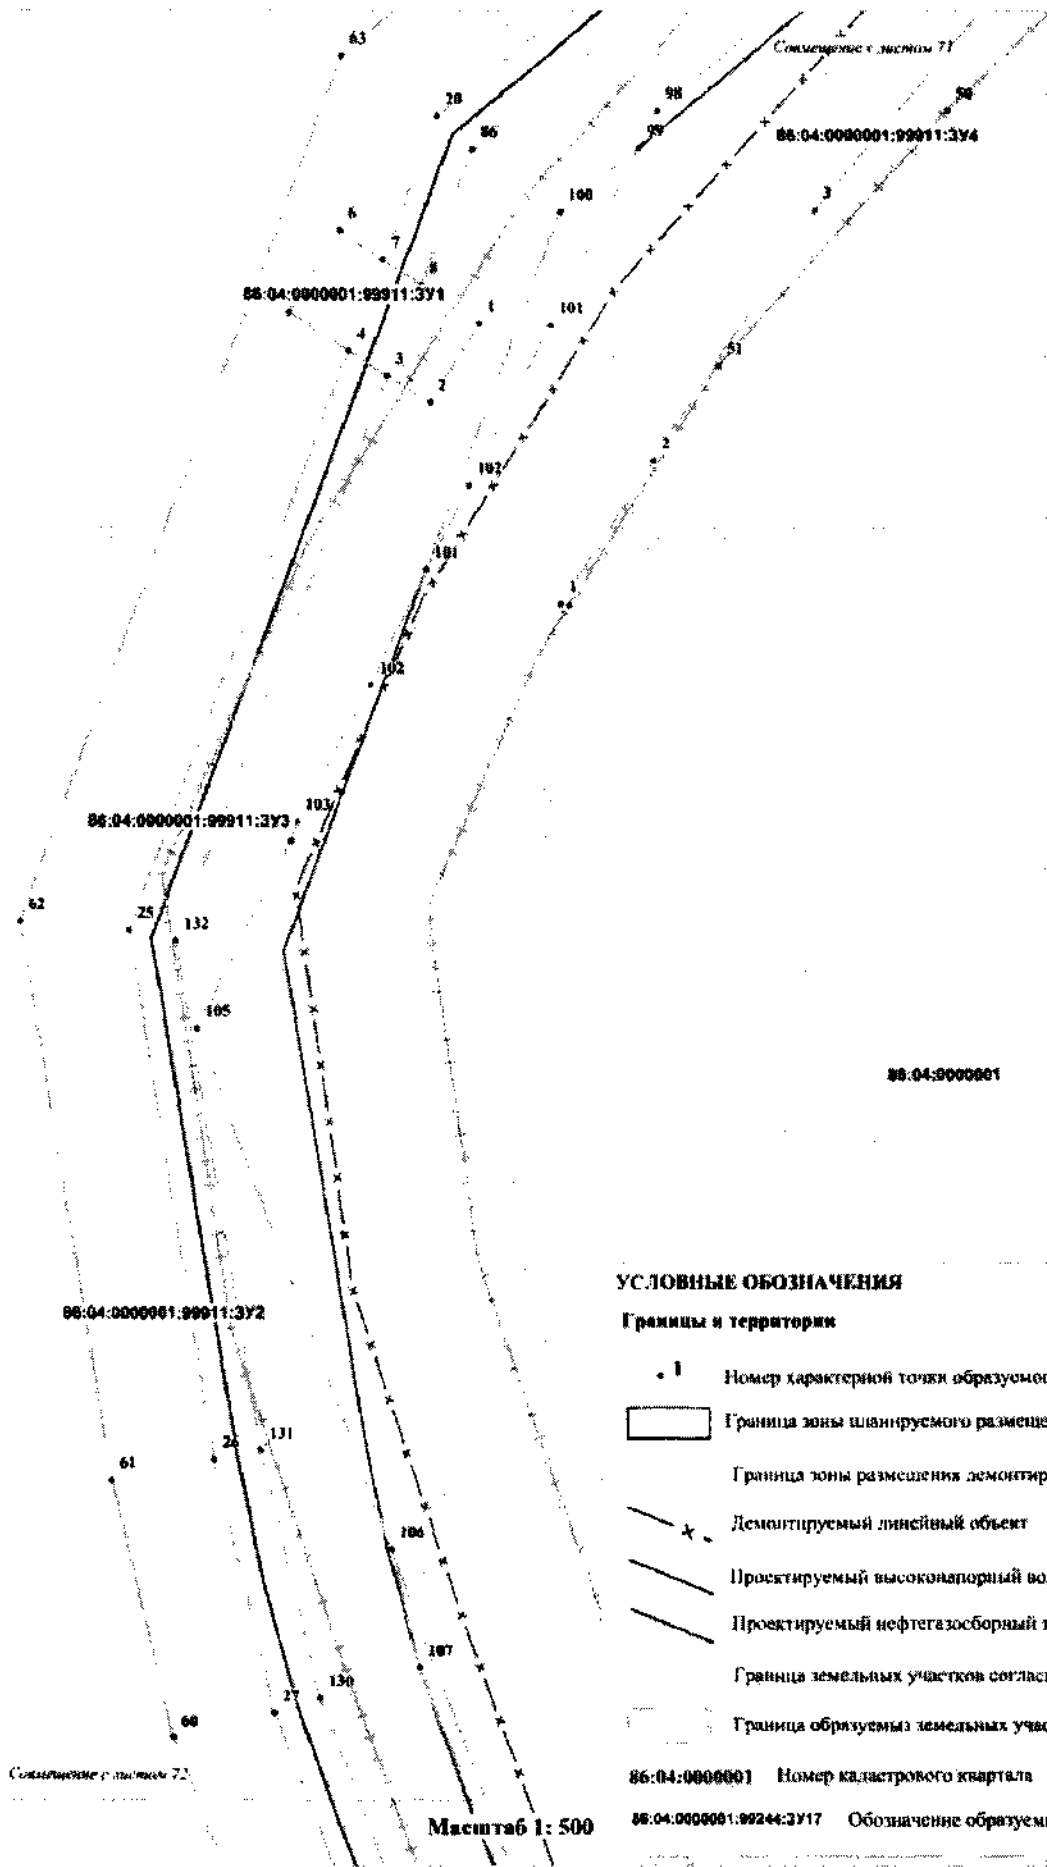 63
Совмещение с листом 71
20
98
50
86
99
86:04:0000001:99911:ЗУ4
100
3
6
7
8
86:04:0000001:99911:ЗУ1
1
101
4
3
51
2
2
102
101
1
102
103
86:04:0000001:99911:ЗУ3
62
25
132
105
86:04:0000001
УСЛОВНЫЕ ОБОЗНАЧЕНИЯ
86:04:0000001:99911:ЗУ2
Границы и территории
1 Номер характерной точки образуемог
Граница зоны планируемого размеще
26
131
61
Граница зоны размещения демонтир
Демонтируемый линейный объект
106
Проектируемый высоконапорный во
Проектируемый нефтегазосборный т
107
Граница земельных участков соглас
27
130
60
Граница образуемых земельных учас
Совмещение с листом 72
86:04:0000001 Номер кадастрового квартала
Масштаб 1: 500
86:04:0000001:99244:ЗУ17 Обозначение образуем